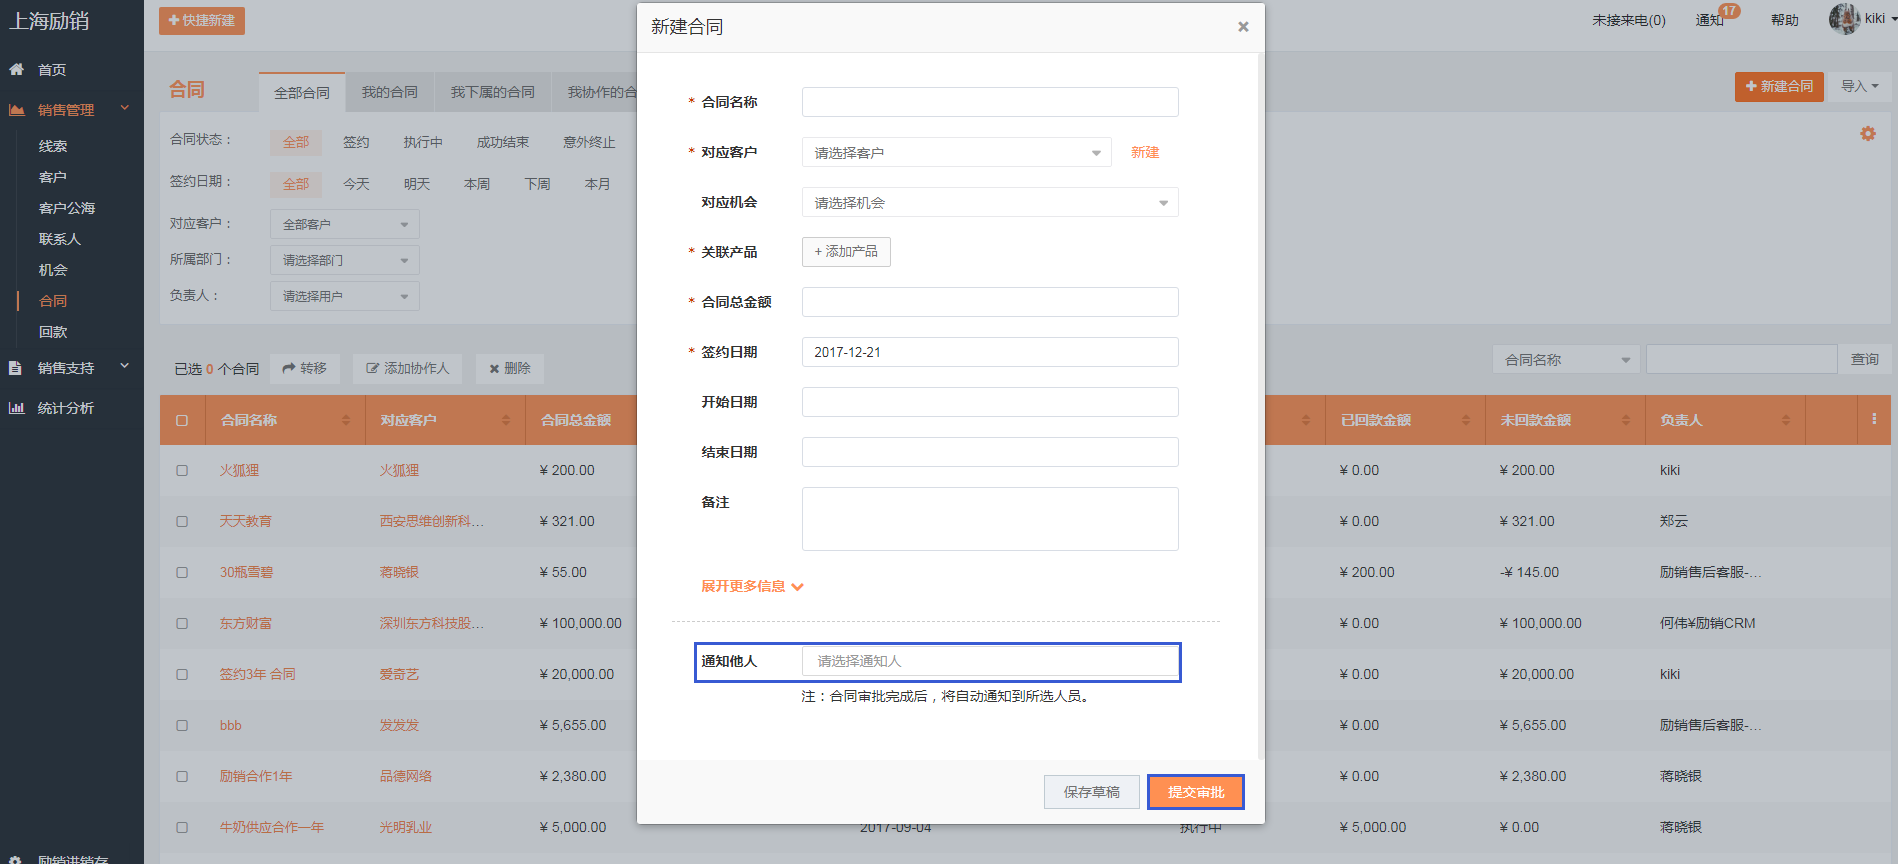 上海励销
快捷新建
未接来电(0)
通知
17
帮助
kiki
首页
销售管理
线索
客户
客户公海
联系人
机会
合同
回款
销售支持
统计分析
励销进销存
合同
全部合同
我的合同
我下属的合同
我协作的合
新建合同
导入
合同状态：
全部 签约 执行中 成功结束 意外终止
签约日期：
全部 今天 明天 本周 下周 本月
对应客户：
全部客户
所属部门：
请选择部门
负责人：
请选择用户
已选 0 个合同
转移
添加协作人
删除
合同名称
查询
合同名称 对应客户 合同总金额 已回款金额 未回款金额 负责人
火狐狸 火狐狸 ¥ 200.00 ¥ 0.00 ¥ 200.00 kiki
天天教育 西安思维创新科... ¥ 321.00 ¥ 0.00 ¥ 321.00 郑云
30瓶雪碧 蒋晓银 ¥ 55.00 ¥ 200.00 -¥ 145.00 励销售后客服-...
东方财富 深圳东方科技股... ¥ 100,000.00 ¥ 0.00 ¥ 100,000.00 何伟¥励销CRM
签约3年 合同 爱奇艺 ¥ 20,000.00 ¥ 0.00 ¥ 20,000.00 kiki
bbb 发发发 ¥ 5,655.00 ¥ 0.00 ¥ 5,655.00 励销售后客服-...
励销合作1年 品德网络 ¥ 2,380.00 ¥ 0.00 ¥ 2,380.00 蒋晓银
牛奶供应合作一年 光明乳业 ¥ 5,000.00 2017-09-04 执行中 ¥ 5,000.00 ¥ 0.00 蒋晓银
新建合同
×
* 合同名称
* 对应客户 请选择客户 新建
对应机会 请选择机会
* 关联产品 + 添加产品
* 合同总金额
* 签约日期 2017-12-21
开始日期
结束日期
备注
展开更多信息
通知他人 请选择通知人
注：合同审批完成后，将自动通知到所选人员。
保存草稿
提交审批